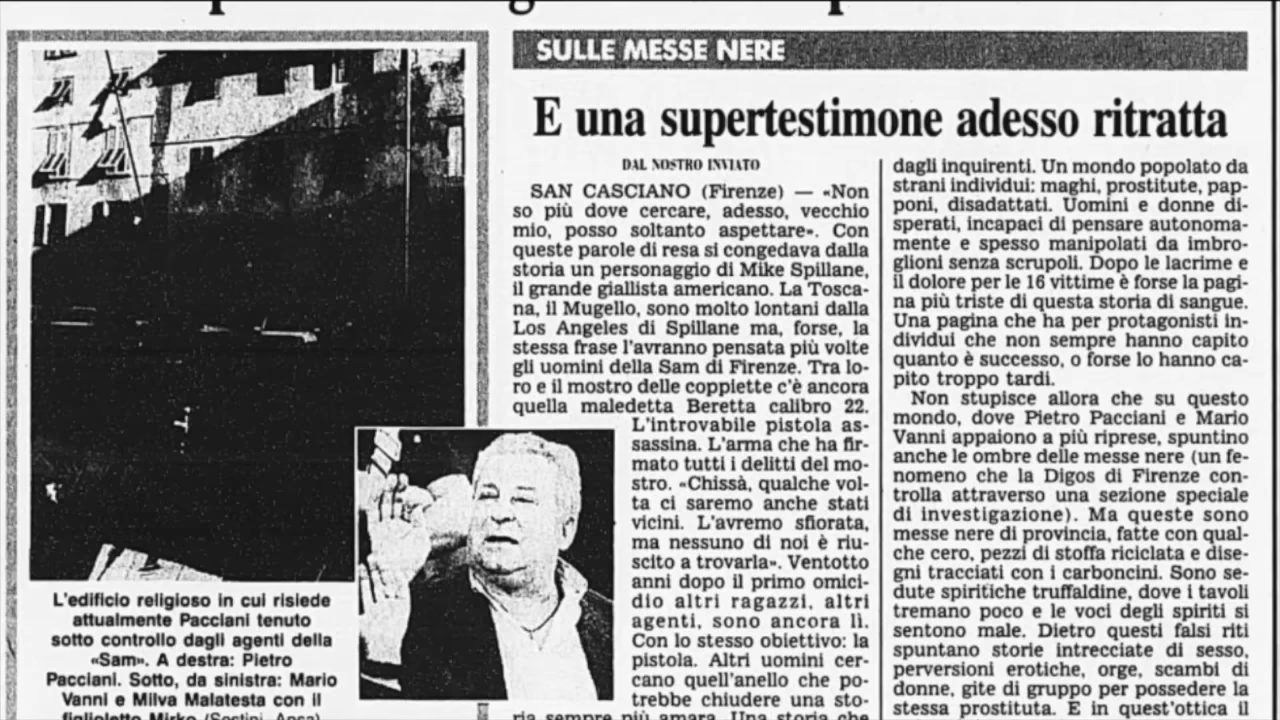 SULLE MESSE NERE
E una supertestimone adesso ritratta
DAL NOSTRO INVIATO
SAN CASCIANO (Firenze) — «Non
so più dove cercare, adesso, vecchio
mio, posso soltanto aspettare». Con
queste parole di resa si congedava dalla
storia un personaggio di Mike Spillane,
il grande giallista americano. La Tosca-
na, il Mugello, sono molto lontani dalla
Los Angeles di Spillane ma, forse, la
stessa frase l'avranno pensata più volte
gli uomini della Sam di Firenze. Tra lo-
ro e il mostro delle coppiette c'è ancora
quella maledetta Beretta calibro 22.
L'introvabile pistola as-
sassina. L'arma che ha fir-
mato tutti i delitti del mo-
stro. «Chissà, qualche vol-
ta ci saremo anche stati
vicini. L'avremo sfiorata,
ma nessuno di noi è riu-
scito a trovarla». Ventotto
anni dopo il primo omici-
dio altri ragazzi, altri
agenti, sono ancora lì.
Con lo stesso obiettivo: la
pistola. Altri uomini cer-
cano quell'anello che po-
trebbe chiudere una sto-
ria sempre più amara. Una storia che
dagli inquirenti. Un mondo popolato da
strani individui: maghi, prostitute, pap-
poni, disadattati. Uomini e donne di-
sperati, incapaci di pensare autonoma-
mente e spesso manipolati da imbro-
glioni senza scrupoli. Dopo le lacrime e
il dolore per le 16 vittime è forse la pagi-
na più triste di questa storia di sangue.
Una pagina che ha per protagonisti in-
dividui che non sempre hanno capito
quanto è successo, o forse lo hanno ca-
pito troppo tardi.
Non stupisce allora che su questo
mondo, dove Pietro Pacciani e Mario
Vanni appaiono a più riprese, spuntino
anche le ombre delle messe nere (un fe-
nomeno che la Digos di Firenze con-
trolla attraverso una sezione speciale
di investigazione). Ma queste sono
messe nere di provincia, fatte con qual-
che cero, pezzi di stoffa riciclata e dise-
gni tracciati con i carboncini. Sono se-
dute spiritiche truffaldine, dove i tavoli
tremano poco e le voci degli spiriti si
sentono male. Dietro questi falsi riti
spuntano storie intrecciate di sesso,
perversioni erotiche, orge, scambi di
donne, gite di gruppo per possedere la
stessa prostituta. E in quest'ottica il
L'edificio religioso in cui risiede
attualmente Pacciani tenuto
sotto controllo dagli agenti della
«Sam». A destra: Pietro
Pacciani. Sotto, da sinistra: Mario
Vanni e Milva Malatesta con il
figlioletto Mirko (Sestini, Ansa)